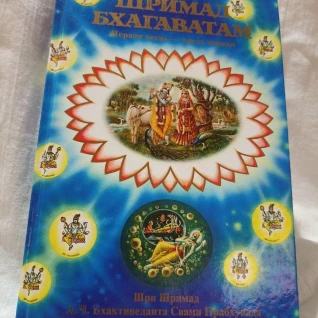 ШРИМАД
БХАГАВАТАМ
Шри Шримад
А.Ч. Бхактиведанта Свами Прабхупада